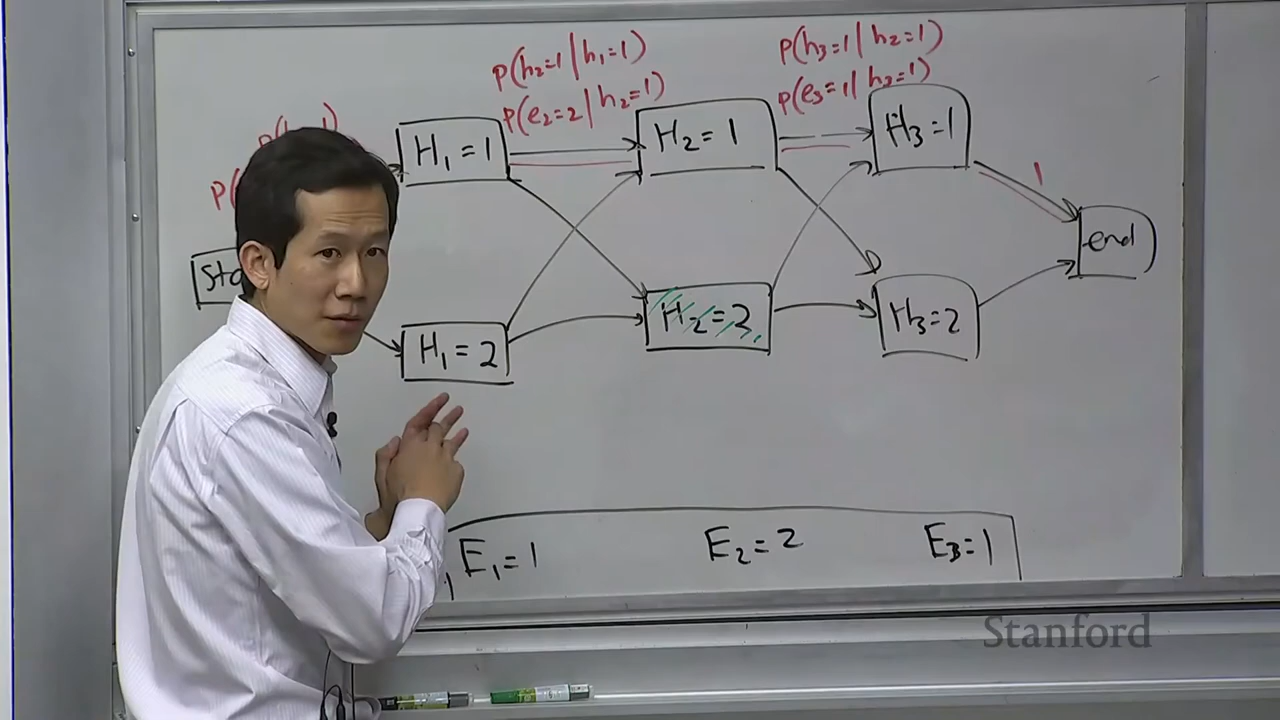 p(h₂=1 | h₁=1)
p(e₂=2 | h₂=1)
p(h₃=1 | h₂=1)
p(e₃=1 | h₃=1)
H₁=1
H₂=1
H₃=1
1
end
H₁=2
H₂=2
H₃=2
E₁=1
E₂=2
E₃=1
Stanford